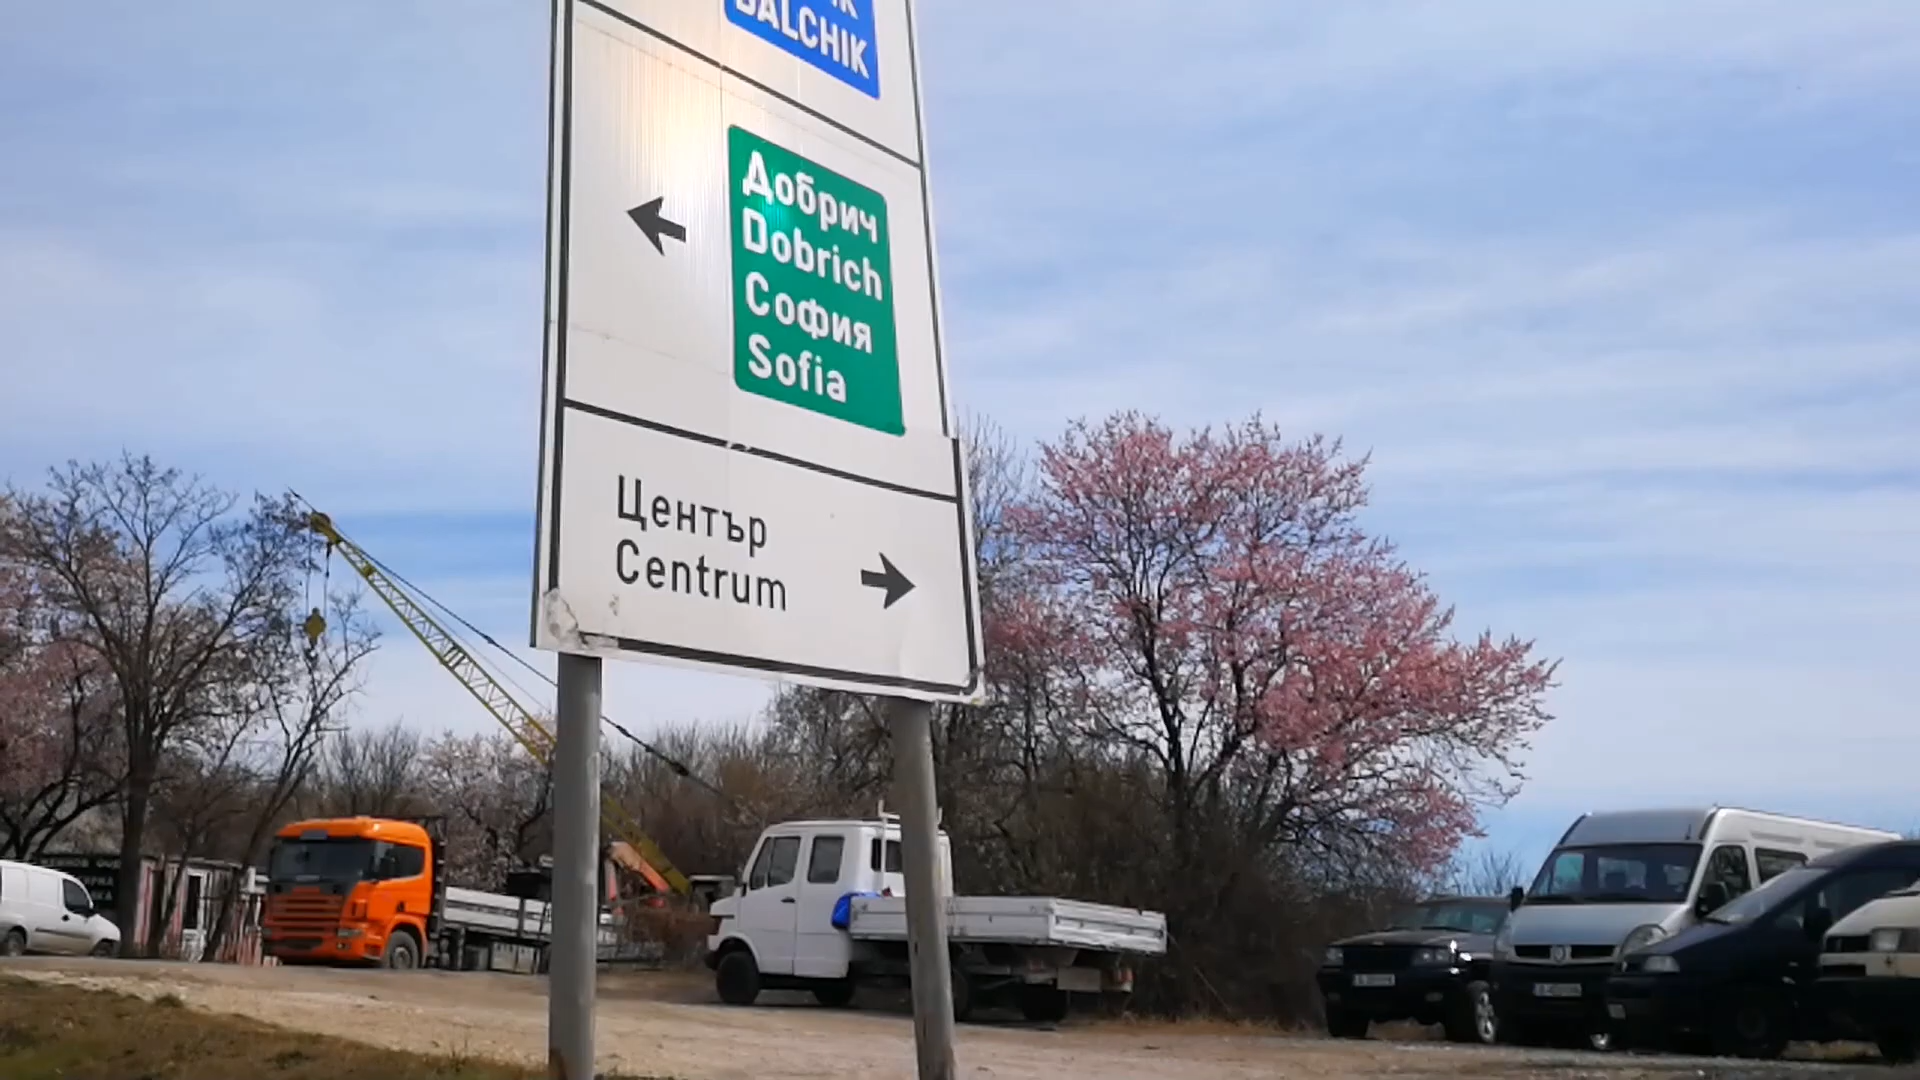 BALCHIK
Добрич
Dobrich
София
Sofia
Център
Centrum